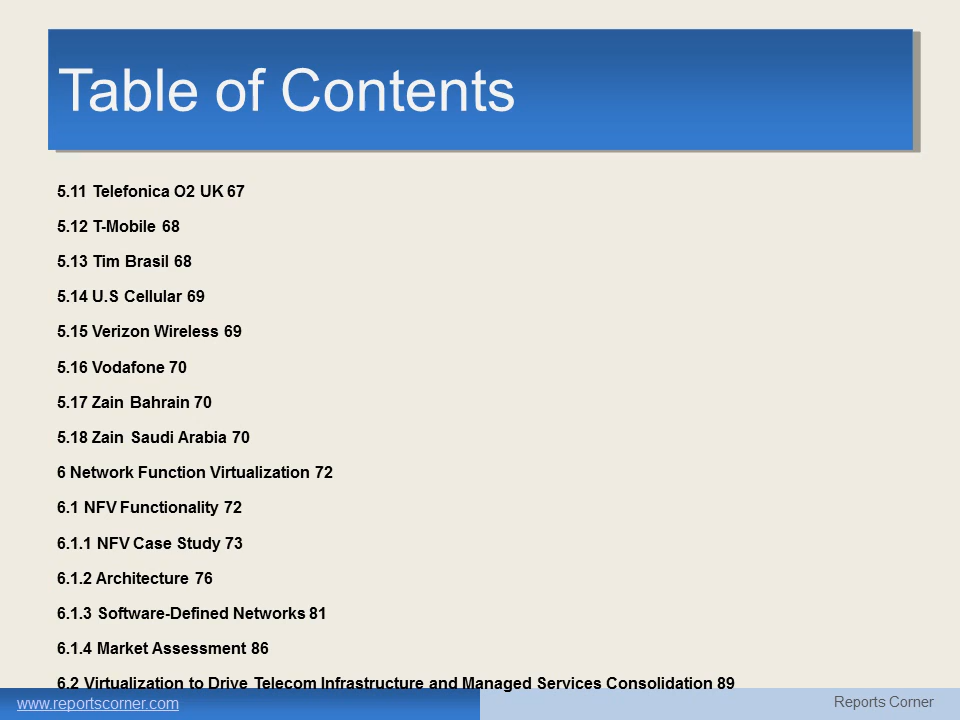 Table of Contents
5.11 Telefonica O2 UK 67
5.12 T-Mobile 68
5.13 Tim Brasil 68
5.14 U.S Cellular 69
5.15 Verizon Wireless 69
5.16 Vodafone 70
5.17 Zain Bahrain 70
5.18 Zain Saudi Arabia 70
6 Network Function Virtualization 72
6.1 NFV Functionality 72
6.1.1 NFV Case Study 73
6.1.2 Architecture 76
6.1.3 Software-Defined Networks 81
6.1.4 Market Assessment 86
6.2 Virtualization to Drive Telecom Infrastructure and Managed Services Consolidation 89
www.reportscorner.com
Reports Corner